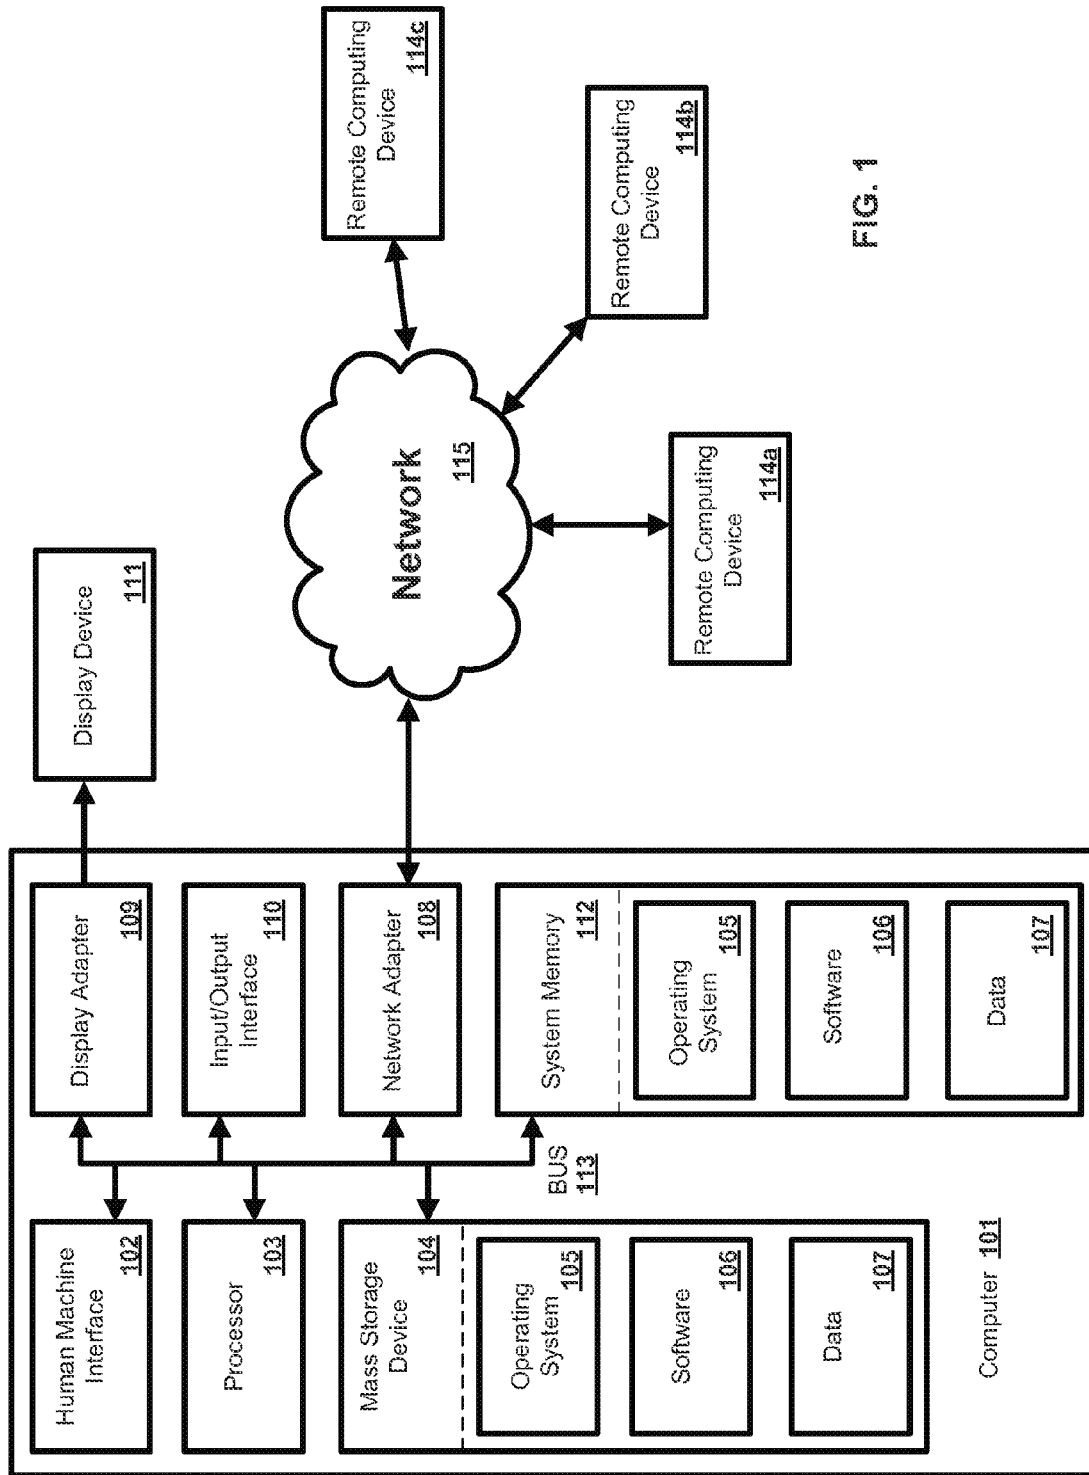 Human Machine
Interface
102
Processor
103
Mass Storage
Device
104
Operating
System
105
Software
106
Data
107
Computer 101
BUS
113
Display Adapter
109
Input/Output
Interface
110
Network Adapter
108
System Memory
112
Operating
System
105
Software
106
Data
107
Display Device
111
Network
115
Remote Computing
Device
114a
Remote Computing
Device
114b
Remote Computing
Device
114c
FIG. 1